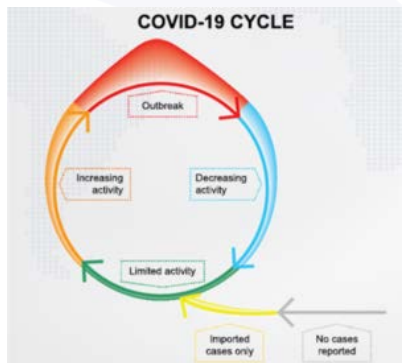 COVID-19 CYCLE
Outbreak
Increasing
activity
Decreasing
activity
Limited activity
Imported
cases only
No cases
reported